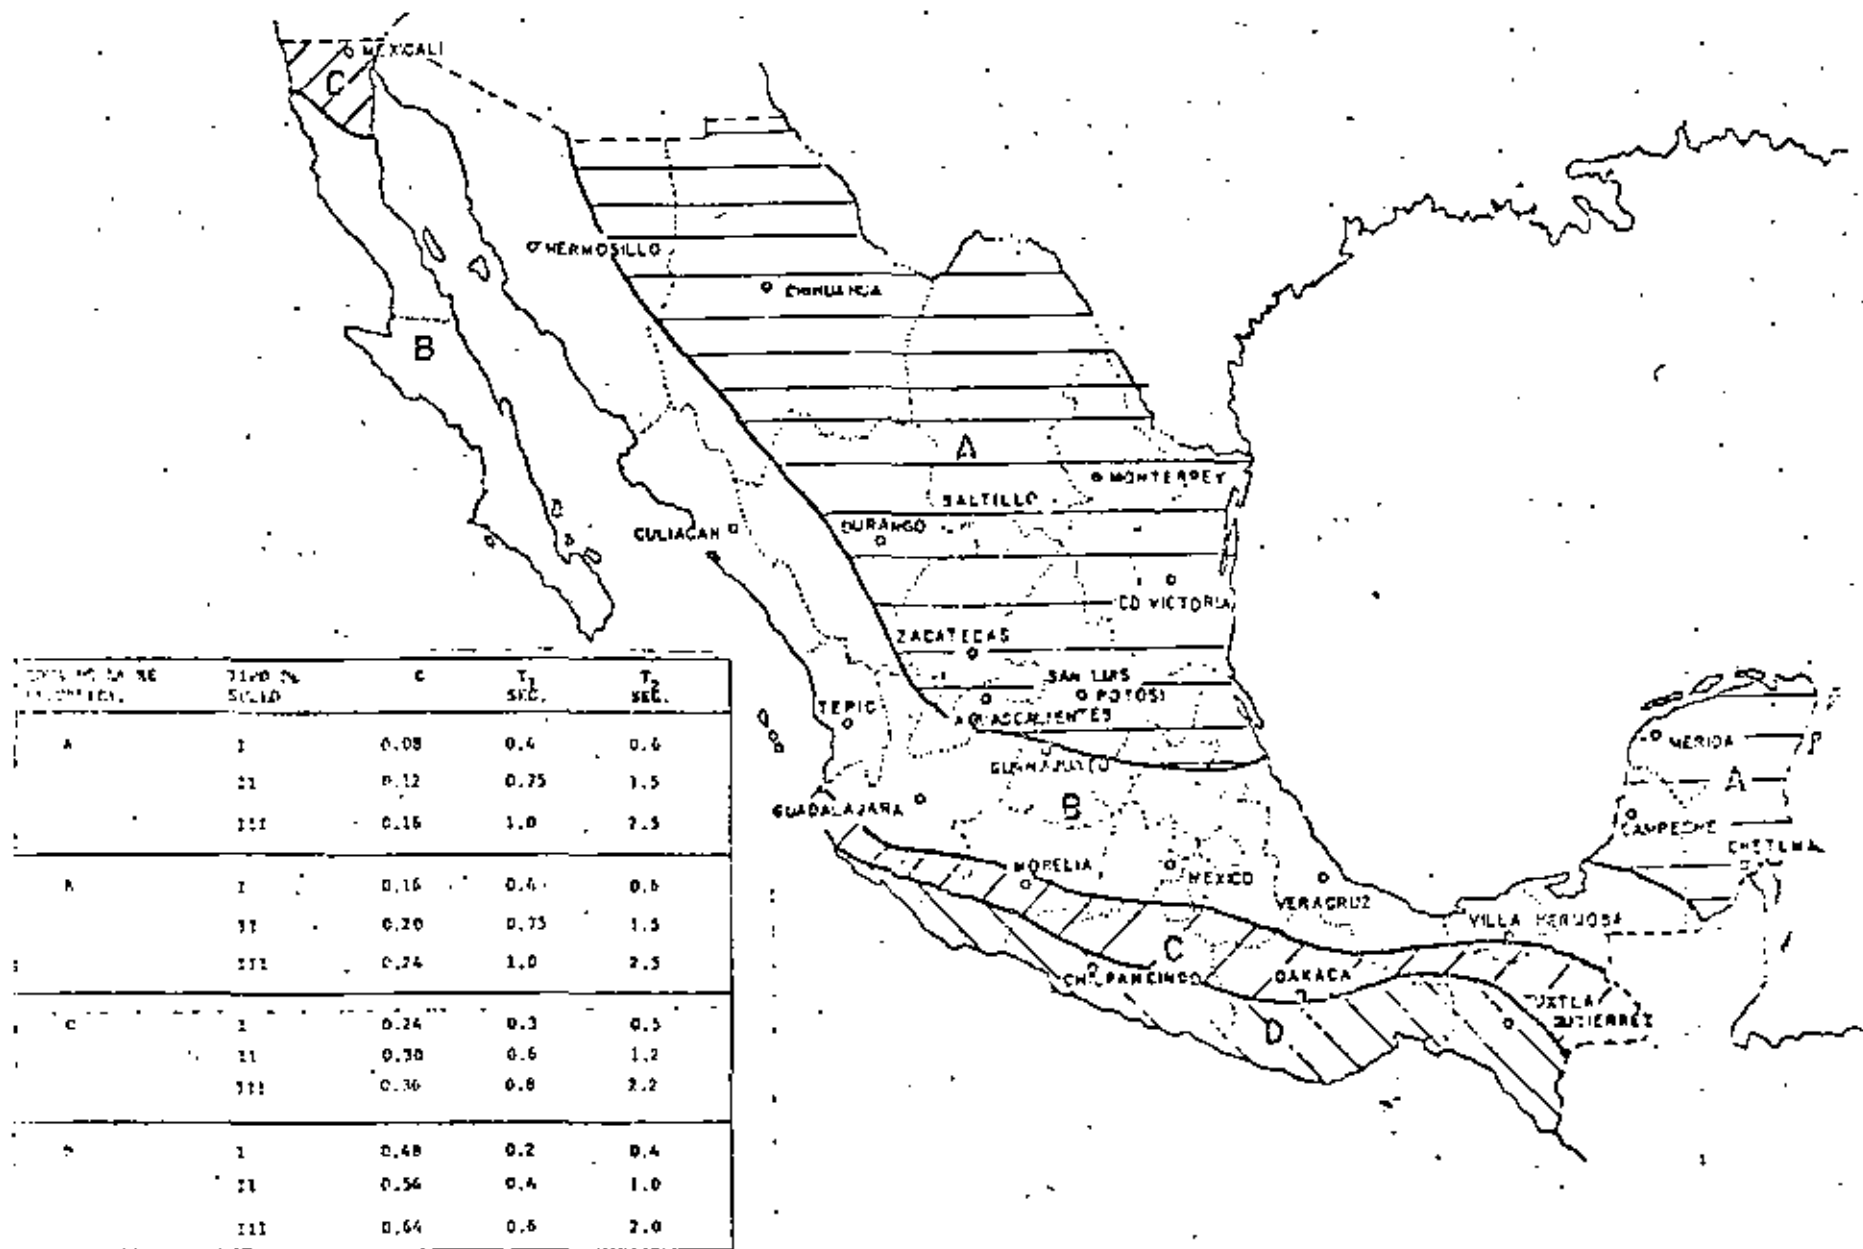 MEXICALI
C
HERMOSILLO
CHIHUAHUA
B
A
MONTERREY
SALTILLO
CULIACAN
DURANGO
CD VICTORIA
ZACATECAS
SAN LUIS
POTOSI
TEPIC
AGUASCALIENTES
GUANAJUATO
MERIDA
A
GUADALAJARA
B
CAMPECHE
CHETUMAL
MORELIA
MEXICO
VERACRUZ
VILLA HERMOSA
C
CHILPANCINGO
OAXACA
TUXTLA
GUTIERREZ
D
TIPO DE C T1 T2
SUELO SEG. SEG.
A I 0.08 0.4 0.6
II 0.12 0.75 1.5
III 0.16 1.0 2.5
I 0.16 0.4 0.6
II 0.20 0.75 1.5
III 0.24 1.0 2.5
C I 0.24 0.3 0.5
II 0.30 0.6 1.2
III 0.36 0.8 2.2
I 0.48 0.2 0.4
II 0.56 0.4 1.0
III 0.64 0.6 2.0